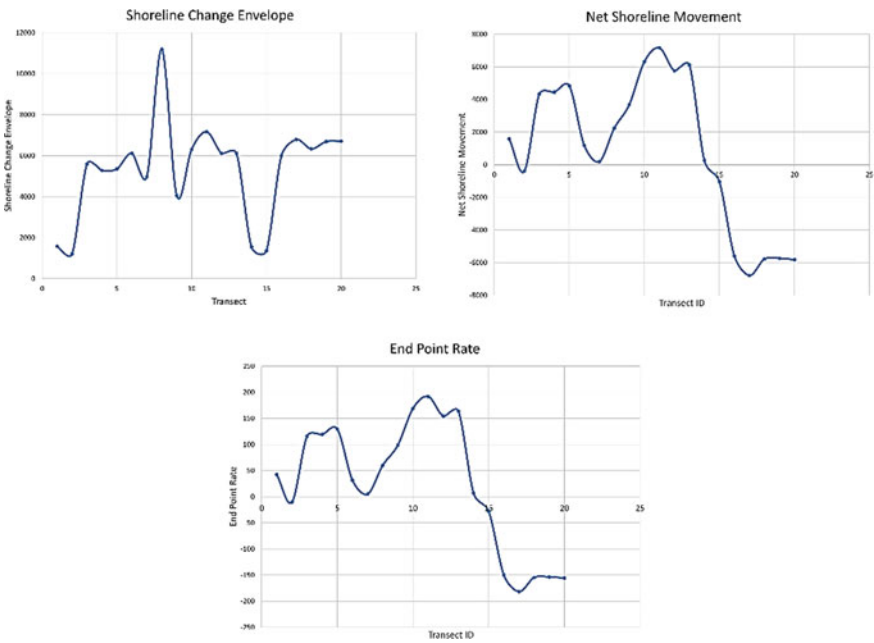 Shoreline Change Envelope
12000
10000
8000
6000
4000
2000
0
0 5 10 15 20 25
Shoreline Change Envelope
Transect
Net Shoreline Movement
8000
6000
4000
2000
0
-2000
-4000
-6000
-8000
0 5 10 15 20 25
Net Shoreline Movement
Transect ID
End Point Rate
250
200
150
100
50
0
50
-100
-150
-200
-250
0 5 10 15 20 25
End Point Rate
Transect ID